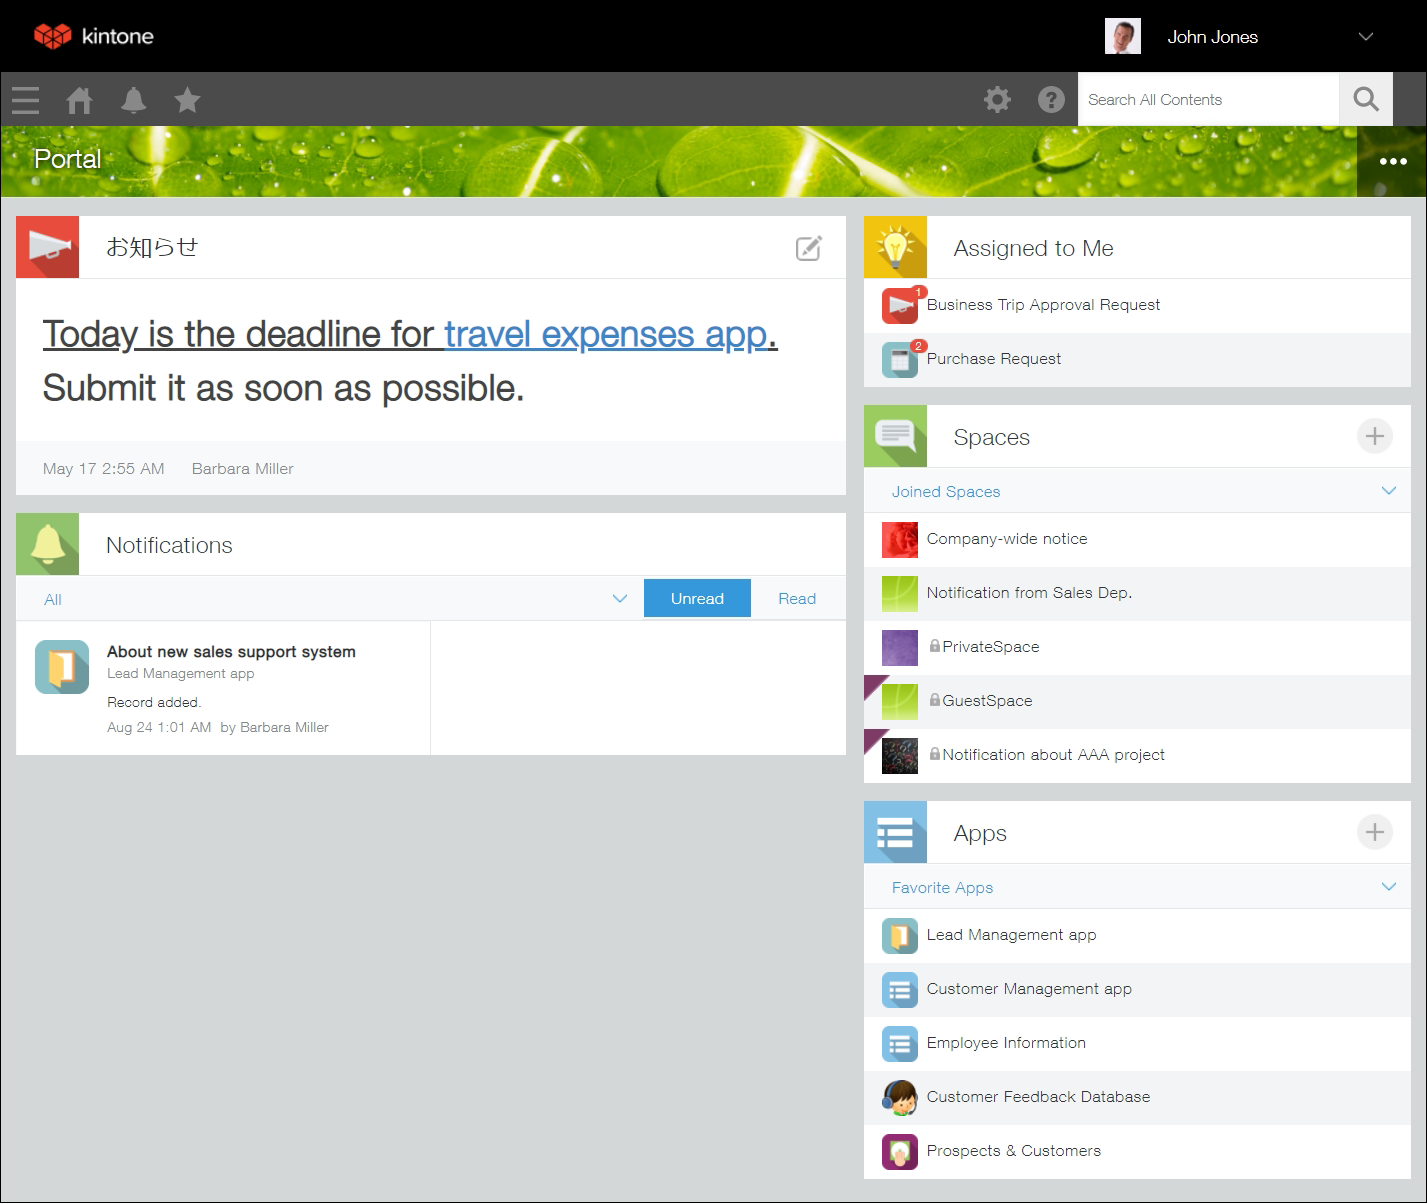 kintone
John Jones
?
Search All Contents
Portal
お知らせ
Today is the deadline for travel expenses app.
Submit it as soon as possible.
May 17 2:55 AM Barbara Miller
Notifications
All
Unread
Read
About new sales support system
Lead Management app
Record added.
Aug 24 1:01 AM by Barbara Miller
Assigned to Me
1
Business Trip Approval Request
2
Purchase Request
Spaces
Joined Spaces
Company-wide notice
Notification from Sales Dep.
PrivateSpace
GuestSpace
Notification about AAA project
Apps
Favorite Apps
Lead Management app
Customer Management app
Employee Information
Customer Feedback Database
Prospects & Customers